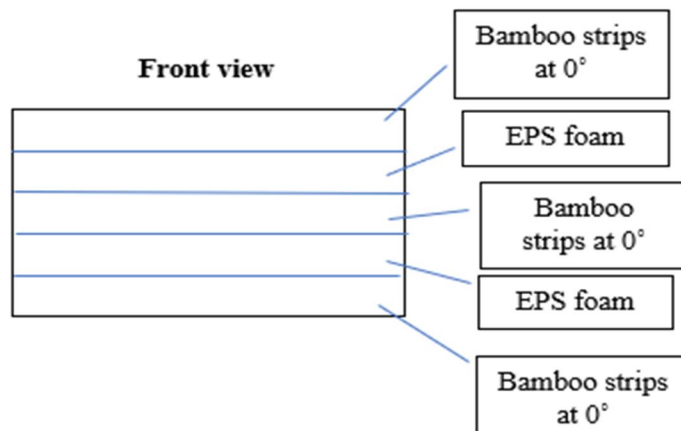 Front view
Bamboo strips
at 0˚
EPS foam
Bamboo
strips at 0˚
EPS foam
Bamboo strips
at 0˚